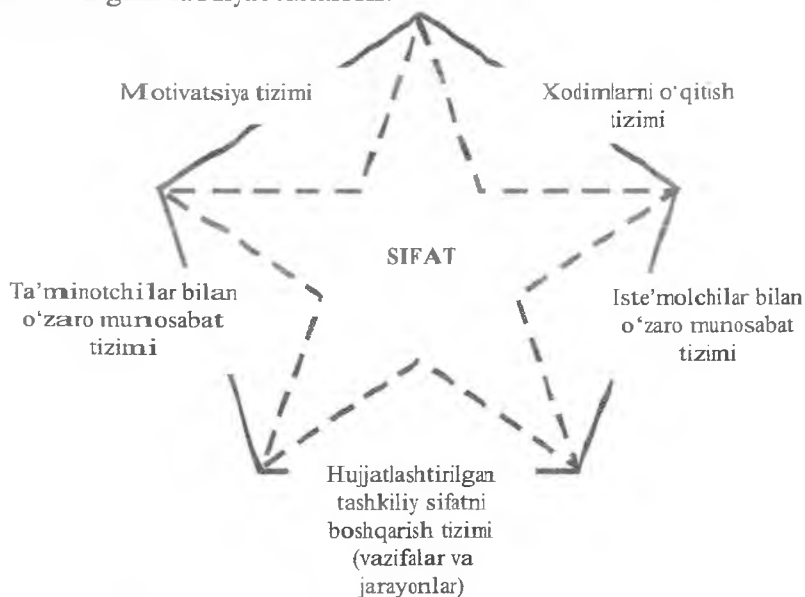 Motivatsiya tizimi
Xodimlarni o‘qitish
tizimi
SIFAT
Ta’minotchilar bilan
o‘zaro munosabat
tizimi
Iste’molchilar bilan
o‘zaro munosabat
tizimi
Hujjatlashtirilgan
tashkiliy sifatni
boshqarish tizimi
(vazifalar va
jarayonlar)